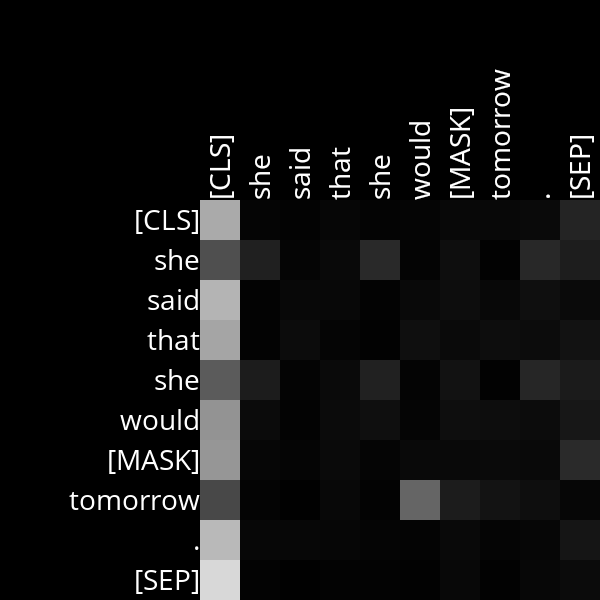 [CLS] she said that she would [MASK] tomorrow . [SEP]
[CLS]
she
said
that
she
would
[MASK]
tomorrow
.
[SEP]